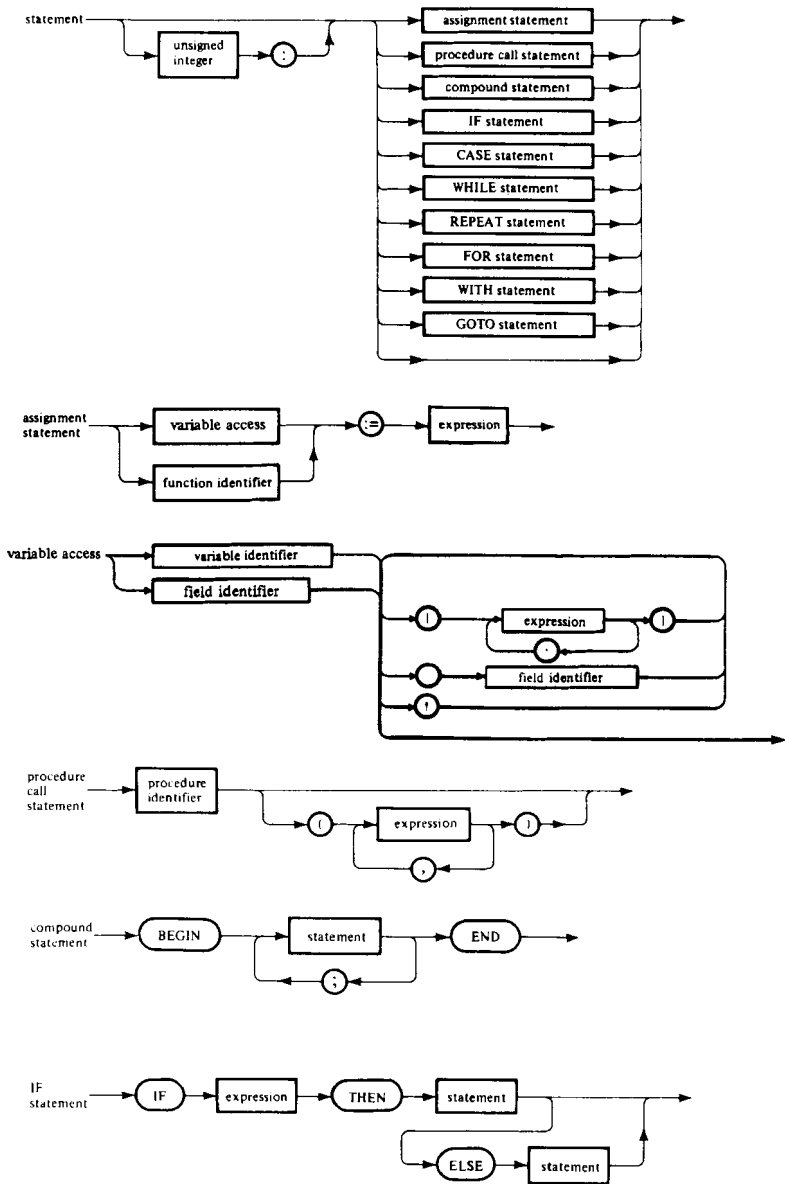 statement
unsigned
integer
:
assignment statement
procedure call statement
compound statement
IF statement
CASE statement
WHILE statement
REPEAT statement
FOR statement
WITH statement
GOTO statement
assignment
statement
variable access
function identifier
:=
expression
variable access
variable identifier
field identifier
expression
field identifier
procedure
call
statement
procedure
identifier
(
expression
)
,
compound
statement
BEGIN
statement
;
END
IF
statement
IF
expression
THEN
statement
ELSE
statement